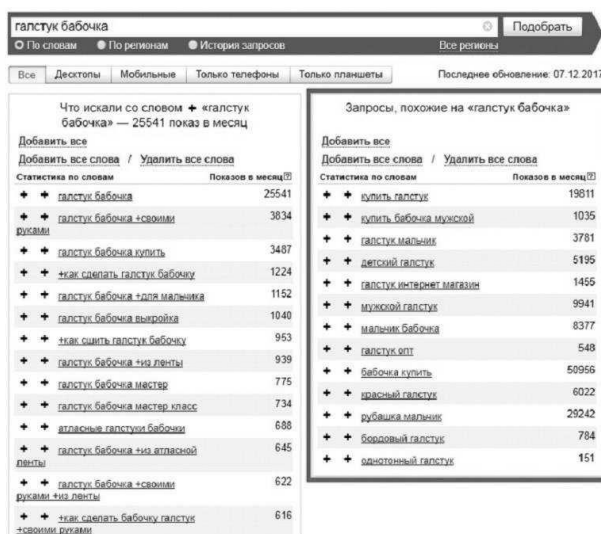 галстук бабочка
Подобрать
По словам По регионам История запросов Все регионы
Все Десктопы Мобильные Только телефоны Только планшеты Последнее обновление: 07.12.2017
Что искали со словом + «галстук
бабочка» — 25541 показ в месяц
Добавить все
Добавить все слова / Удалить все слова
Статистика по словам Показов в месяц ?
+ + галстук бабочка 25541
+ + галстук бабочка +своими 3834
руками
+ + галстук бабочка купить 3487
+ + +как сделать галстук бабочку 1224
+ + галстук бабочка +для мальчика 1152
+ + галстук бабочка выкройка 1040
+ + +как сшить галстук бабочку 953
+ + галстук бабочка +из ленты 939
+ + галстук бабочка мастер 775
+ + галстук бабочка мастер класс 734
+ + атласные галстуки бабочки 688
+ + галстук бабочка +из атласной 645
ленты
+ + галстук бабочка +своими 622
руками +из ленты
+ + +как сделать бабочку галстук 616
+своими руками
Запросы, похожие на «галстук бабочка»
Добавить все
Добавить все слова / Удалить все слова
Статистика по словам Показов в месяц ?
+ + купить галстук 19811
+ + купить бабочка мужской 1035
+ + галстук мальчик 3781
+ + детский галстук 5195
+ + галстук интернет магазин 1455
+ + мужской галстук 9941
+ + мальчик бабочка 8377
+ + галстук опт 548
+ + бабочка купить 50956
+ + красный галстук 6022
+ + рубашка мальчик 29242
+ + бордовый галстук 784
+ + однотонный галстук 151